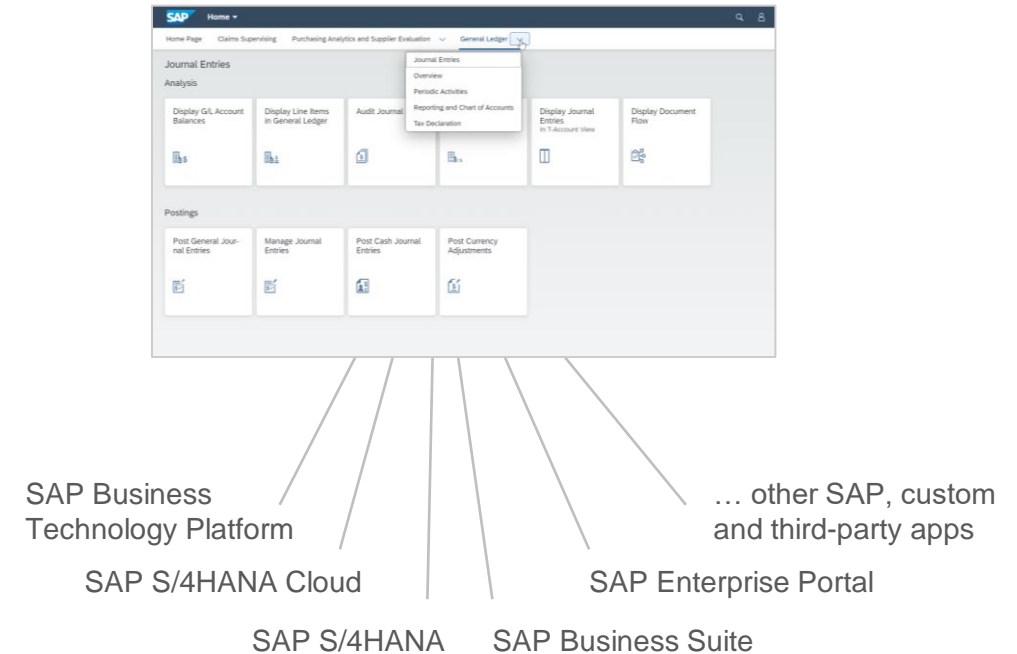 SAP Home
Home Page Claims Supervising Purchasing Analytics and Supplier Evaluation General Ledger
Journal Entries
Overview
Periodic Activities
Reporting and Chart of Accounts
Tax Declaration
Journal Entries
Analysis
Display G/L Account
Balances
Display Line Items
in General Ledger
Audit Journal
Display Journal
Entries
in T-Account View
Display Document
Flow
Postings
Post General Jour-
nal Entries
Manage Journal
Entries
Post Cash Journal
Entries
Post Currency
Adjustments
SAP Business
Technology Platform
SAP S/4HANA Cloud
SAP S/4HANA
SAP Business Suite
SAP Enterprise Portal
… other SAP, custom
and third-party apps